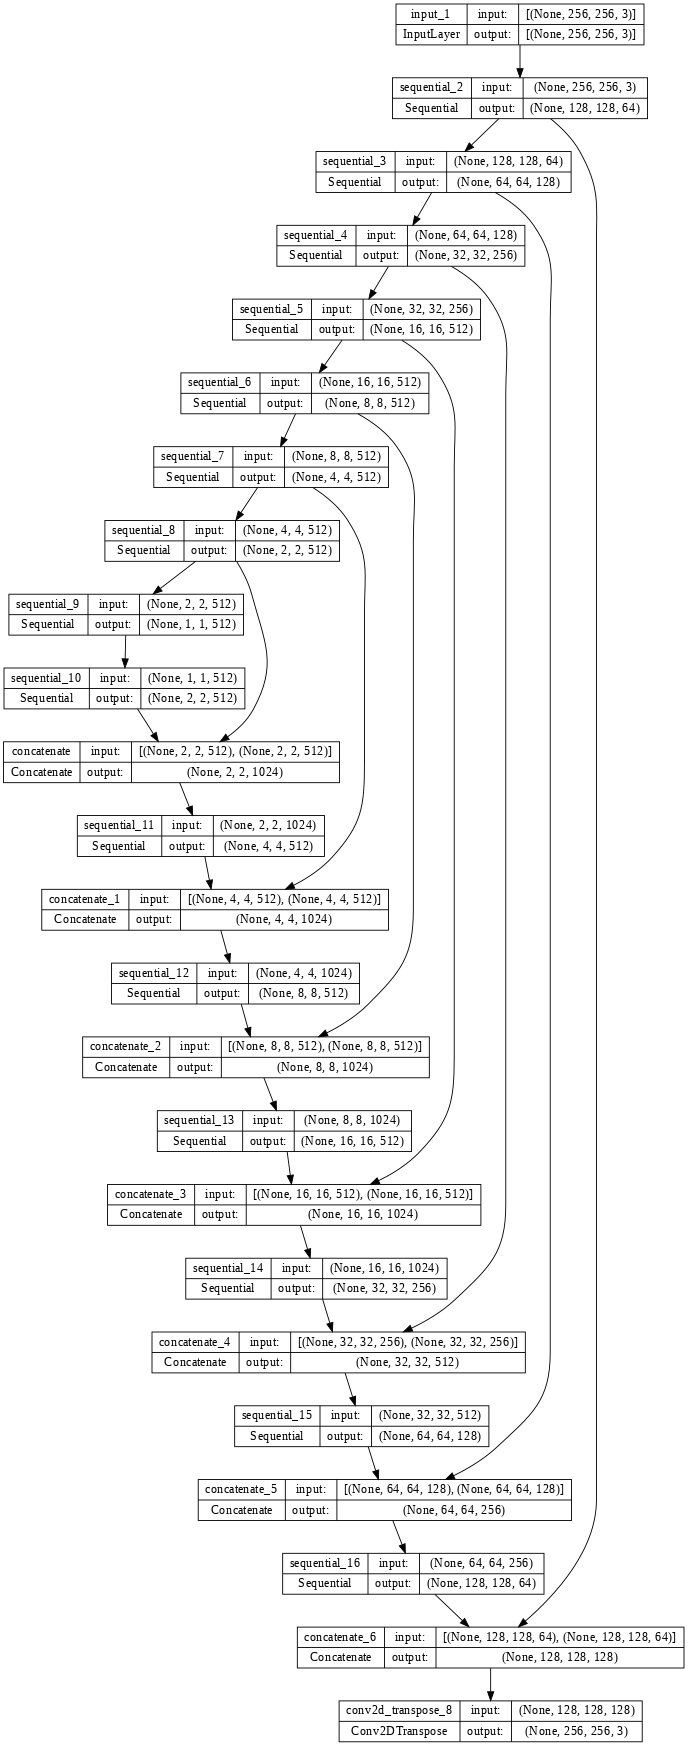 input_1 input: [(None, 256, 256, 3)]
InputLayer output: [(None, 256, 256, 3)]
sequential_2 input: (None, 256, 256, 3)
Sequential output: (None, 128, 128, 64)
sequential_3 input: (None, 128, 128, 64)
Sequential output: (None, 64, 64, 128)
sequential_4 input: (None, 64, 64, 128)
Sequential output: (None, 32, 32, 256)
sequential_5 input: (None, 32, 32, 256)
Sequential output: (None, 16, 16, 512)
sequential_6 input: (None, 16, 16, 512)
Sequential output: (None, 8, 8, 512)
sequential_7 input: (None, 8, 8, 512)
Sequential output: (None, 4, 4, 512)
sequential_8 input: (None, 4, 4, 512)
Sequential output: (None, 2, 2, 512)
sequential_9 input: (None, 2, 2, 512)
Sequential output: (None, 1, 1, 512)
sequential_10 input: (None, 1, 1, 512)
Sequential output: (None, 2, 2, 512)
concatenate input: [(None, 2, 2, 512), (None, 2, 2, 512)]
Concatenate output: (None, 2, 2, 1024)
sequential_11 input: (None, 2, 2, 1024)
Sequential output: (None, 4, 4, 512)
concatenate_1 input: [(None, 4, 4, 512), (None, 4, 4, 512)]
Concatenate output: (None, 4, 4, 1024)
sequential_12 input: (None, 4, 4, 1024)
Sequential output: (None, 8, 8, 512)
concatenate_2 input: [(None, 8, 8, 512), (None, 8, 8, 512)]
Concatenate output: (None, 8, 8, 1024)
sequential_13 input: (None, 8, 8, 1024)
Sequential output: (None, 16, 16, 512)
concatenate_3 input: [(None, 16, 16, 512), (None, 16, 16, 512)]
Concatenate output: (None, 16, 16, 1024)
sequential_14 input: (None, 16, 16, 1024)
Sequential output: (None, 32, 32, 256)
concatenate_4 input: [(None, 32, 32, 256), (None, 32, 32, 256)]
Concatenate output: (None, 32, 32, 512)
sequential_15 input: (None, 32, 32, 512)
Sequential output: (None, 64, 64, 128)
concatenate_5 input: [(None, 64, 64, 128), (None, 64, 64, 128)]
Concatenate output: (None, 64, 64, 256)
sequential_16 input: (None, 64, 64, 256)
Sequential output: (None, 128, 128, 64)
concatenate_6 input: [(None, 128, 128, 64), (None, 128, 128, 64)]
Concatenate output: (None, 128, 128, 128)
conv2d_transpose_8 input: (None, 128, 128, 128)
Conv2DTranspose output: (None, 256, 256, 3)